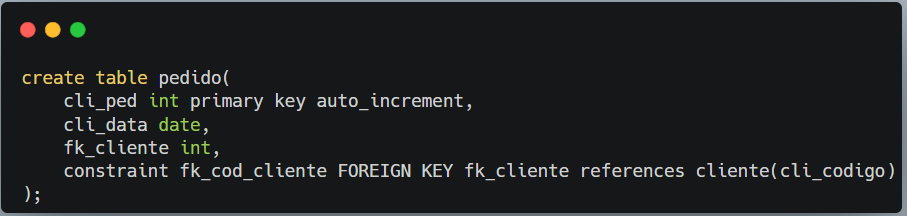 create table pedido(
cli_ped int primary key auto_increment,
cli_data date,
fk_cliente int,
constraint fk_cod_cliente FOREIGN KEY fk_cliente references cliente(cli_codigo)
);